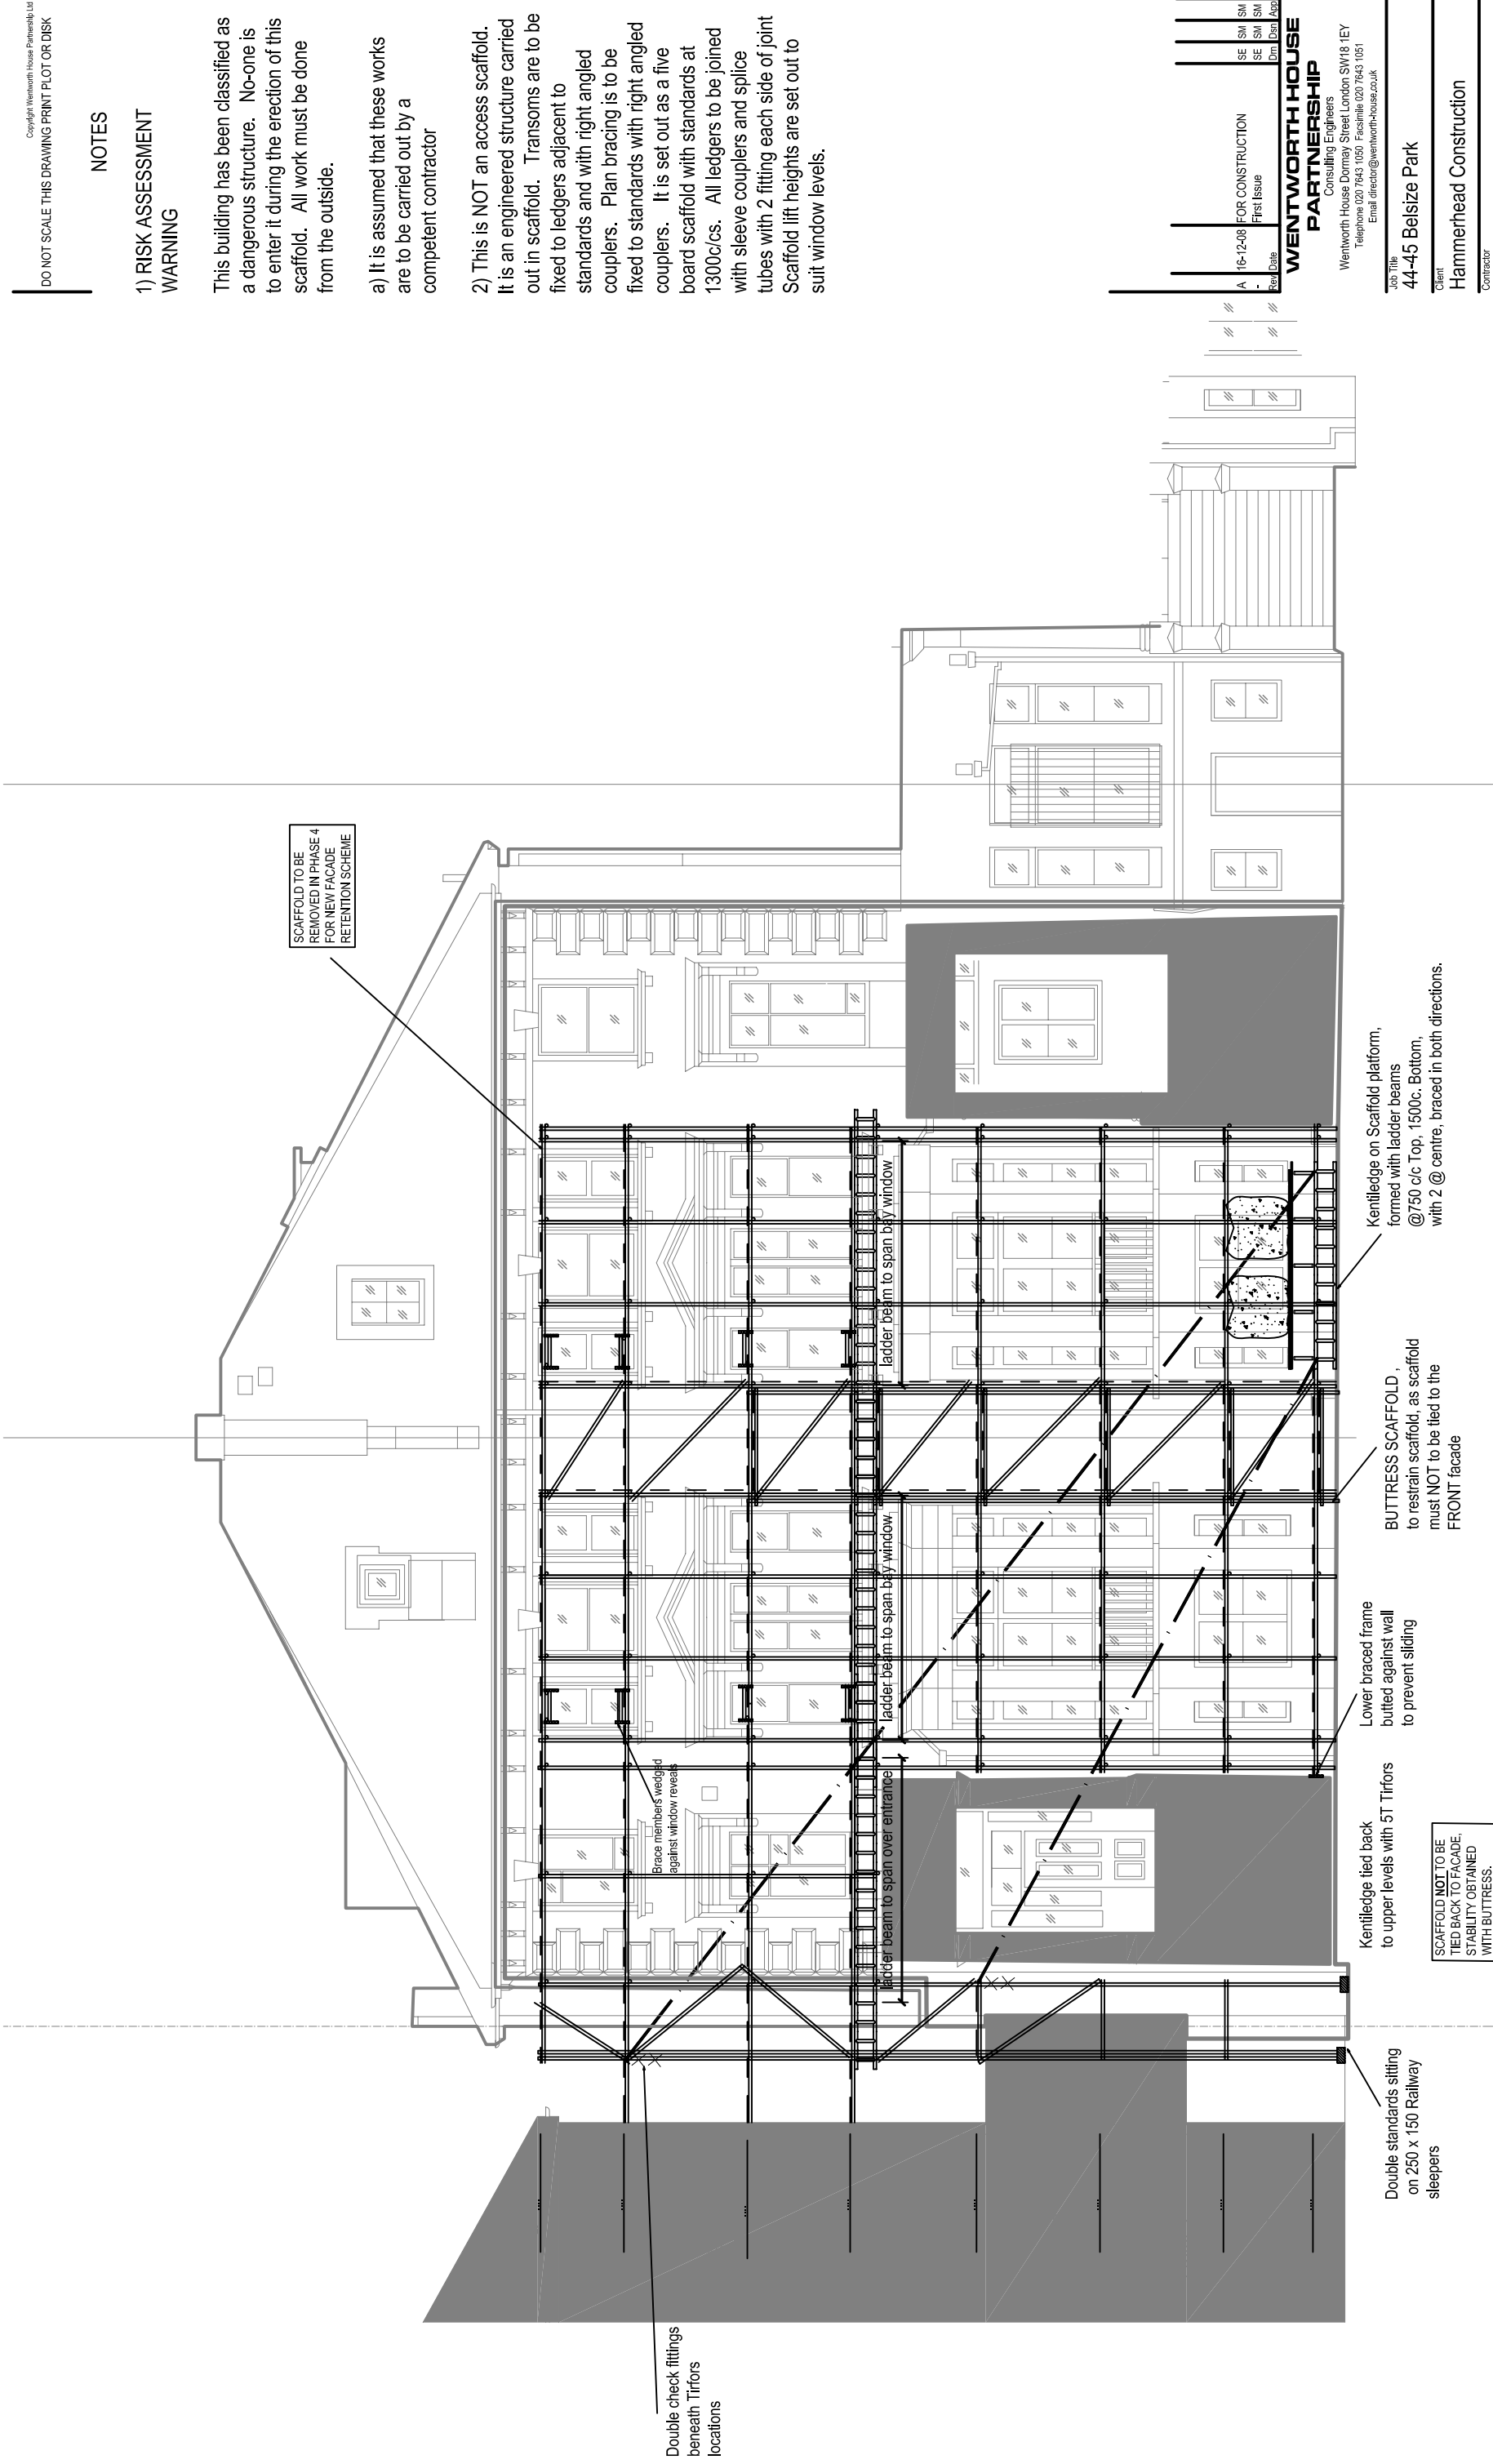 Copyright Wentworth House Partnership Ltd
DO NOT SCALE THIS DRAWING PRINT PLOT OR DISK
NOTES
1) RISK ASSESSMENT
WARNING
This building has been classified as
a dangerous structure. No-one is
to enter it during the erection of this
scaffold. All work must be done
from the outside.
a) It is assumed that these works
are to be carried out by a
competent contractor
2) This is NOT an access scaffold.
It is an engineered structure carried
out in scaffold. Transoms are to be
fixed to ledgers adjacent to
standards and with right angled
couplers. Plan bracing is to be
fixed to standards with right angled
couplers. It is set out as a five
board scaffold with standards at
1300c/cs. All ledgers to be joined
with sleeve couplers and splice
tubes with 2 fitting each side of joint
Scaffold lift heights are set out to
suit window levels.
SCAFFOLD TO BE
REMOVED IN PHASE 4
FOR NEW FACADE
RETENTION SCHEME
Double check fittings
beneath Tirfors
locations
Brace members wedged
against window reveals
ladder beam to span over entrance
ladder beam to span bay window
ladder beam to span bay window
Double standards sitting
on 250 x 150 Railway
sleepers
Kentiledge tied back
to upper levels with 5T Tirfors
Lower braced frame
butted against wall
to prevent sliding
BUTTRESS SCAFFOLD,
to restrain scaffold, as scaffold
must NOT to be tied to the
FRONT facade
Kentiledge on Scaffold platform,
formed with ladder beams
@750 c/c Top, 1500c. Bottom,
with 2 @ centre, braced in both directions.
SCAFFOLD NOT TO BE
TIED BACK TO FACADE,
STABILITY OBTAINED
WITH BUTTRESS.
A 16-12-08 FOR CONSTRUCTION SE SM SM
- First Issue SE SM SM
Rev Date Drn Dsn App
WENTWORTH HOUSE
PARTNERSHIP
Consulting Engineers
Wentworth House Dormay Street London SW18 1EY
Telephone 020 7643 1050 Facsimile 020 7643 1051
Email director@wentworth-house.co.uk
Job Title
44-45 Belsize Park
Client
Hammerhead Construction
Contractor